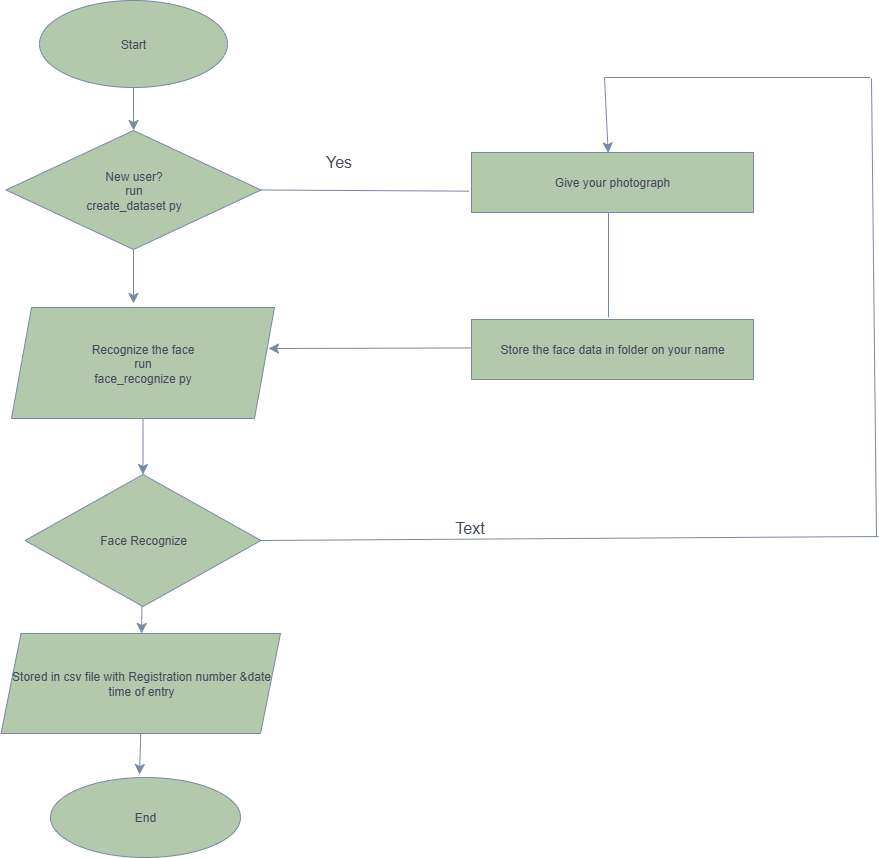 Start
New user?
run
create_dataset py
Yes
Give your photograph
Recognize the face
run
face_recognize py
Store the face data in folder on your name
Face Recognize
Text
Stored in csv file with Registration number &date
time of entry
End